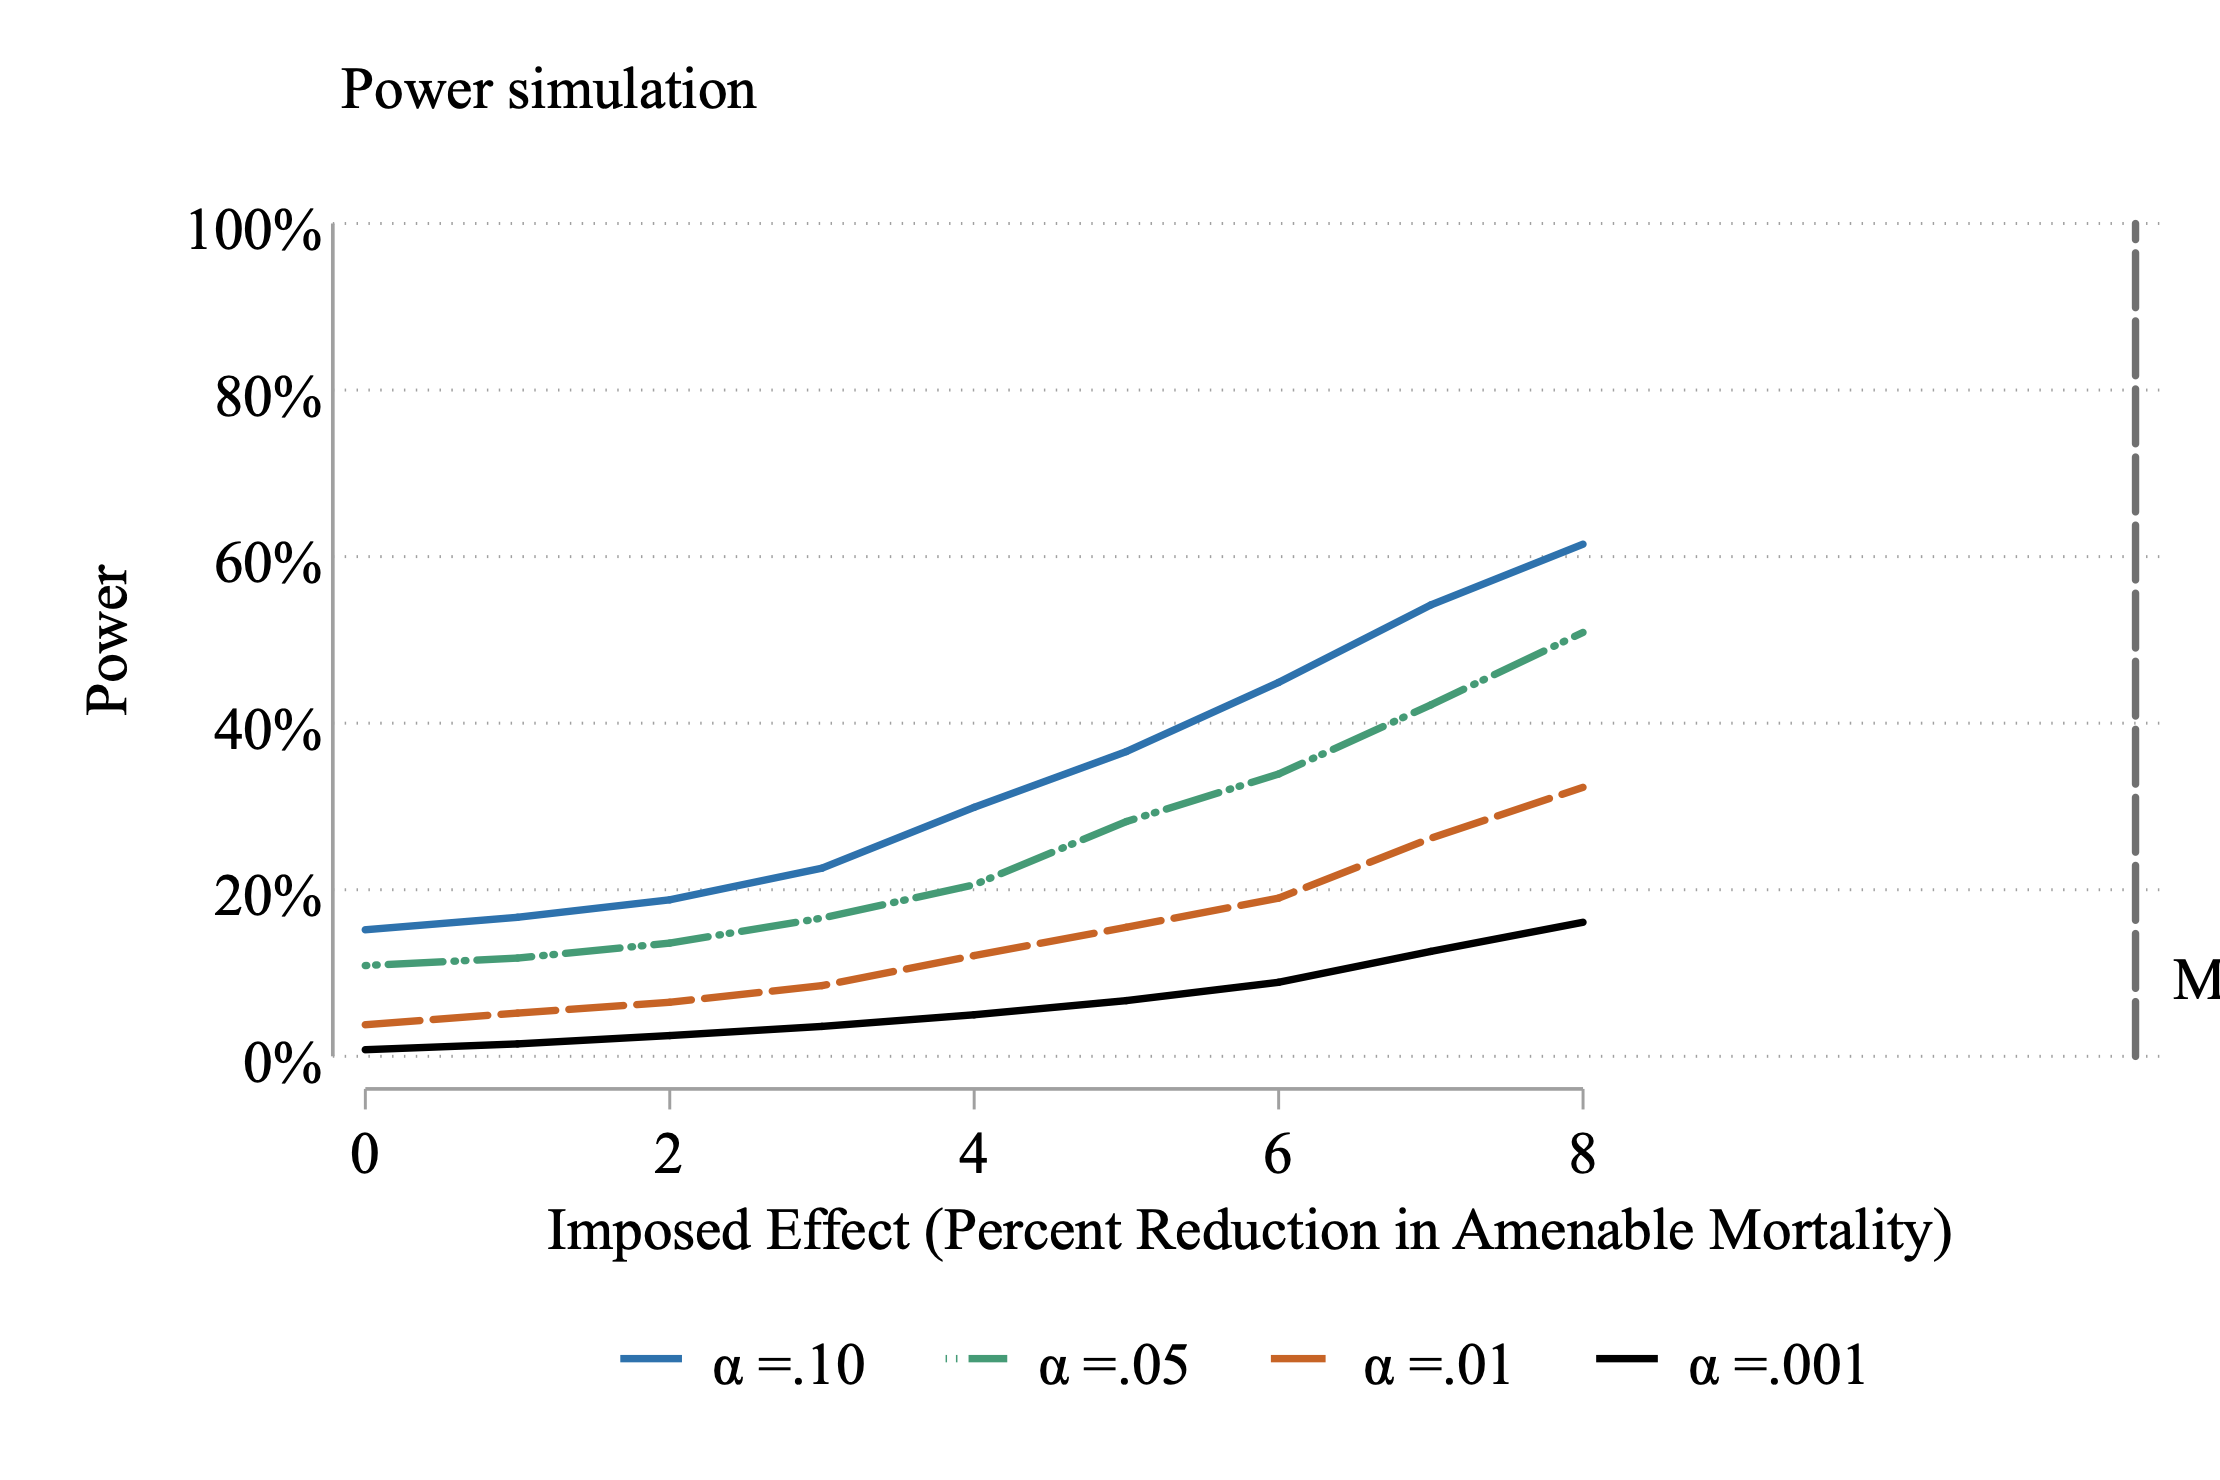 Power simulation
100%
80%
60%
40%
20%
0%
Power
M
0 2 4 6 8
Imposed Effect (Percent Reduction in Amenable Mortality)
α =.10 α =.05 α =.01 α =.001